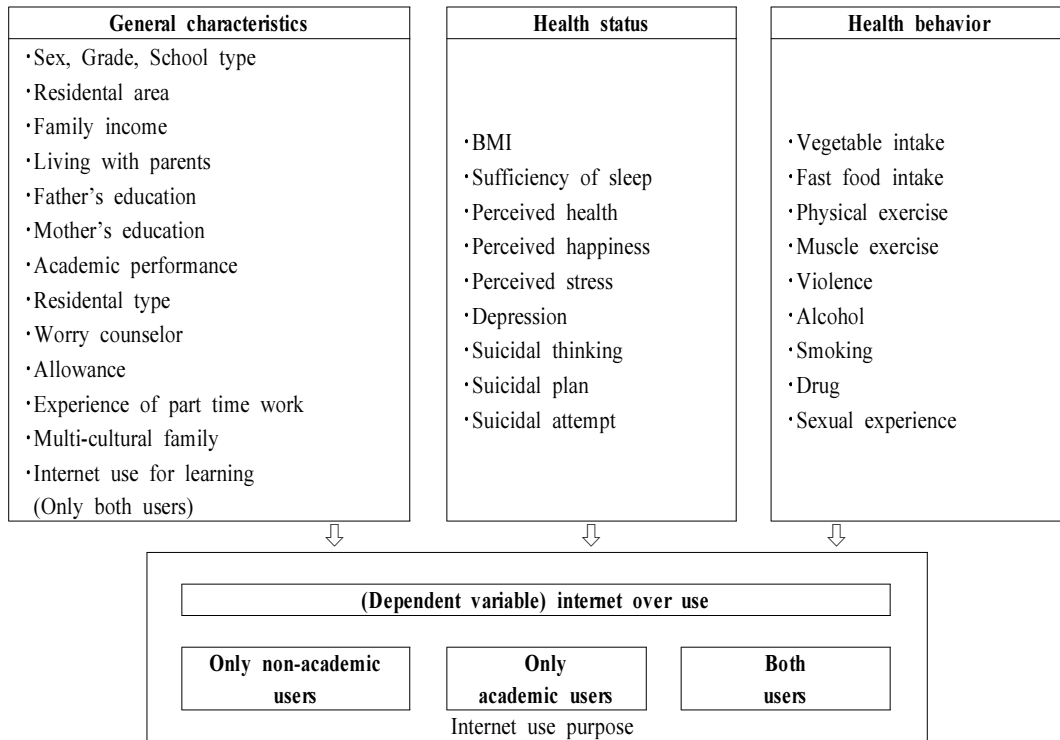 General characteristics
·Sex, Grade, School type
·Residental area
·Family income
·Living with parents
·Father's education
·Mother's education
·Academic performance
·Residental type
·Worry counselor
·Allowance
·Experience of part time work
·Multi-cultural family
·Internet use for learning
(Only both users)
Health status
·BMI
·Sufficiency of sleep
·Perceived health
·Perceived happiness
·Perceived stress
·Depression
·Suicidal thinking
·Suicidal plan
·Suicidal attempt
Health behavior
·Vegetable intake
·Fast food intake
·Physical exercise
·Muscle exercise
·Violence
·Alcohol
·Smoking
·Drug
·Sexual experience
(Dependent variable) internet over use
Only non-academic
users
Only
academic users
Both
users
Internet use purpose